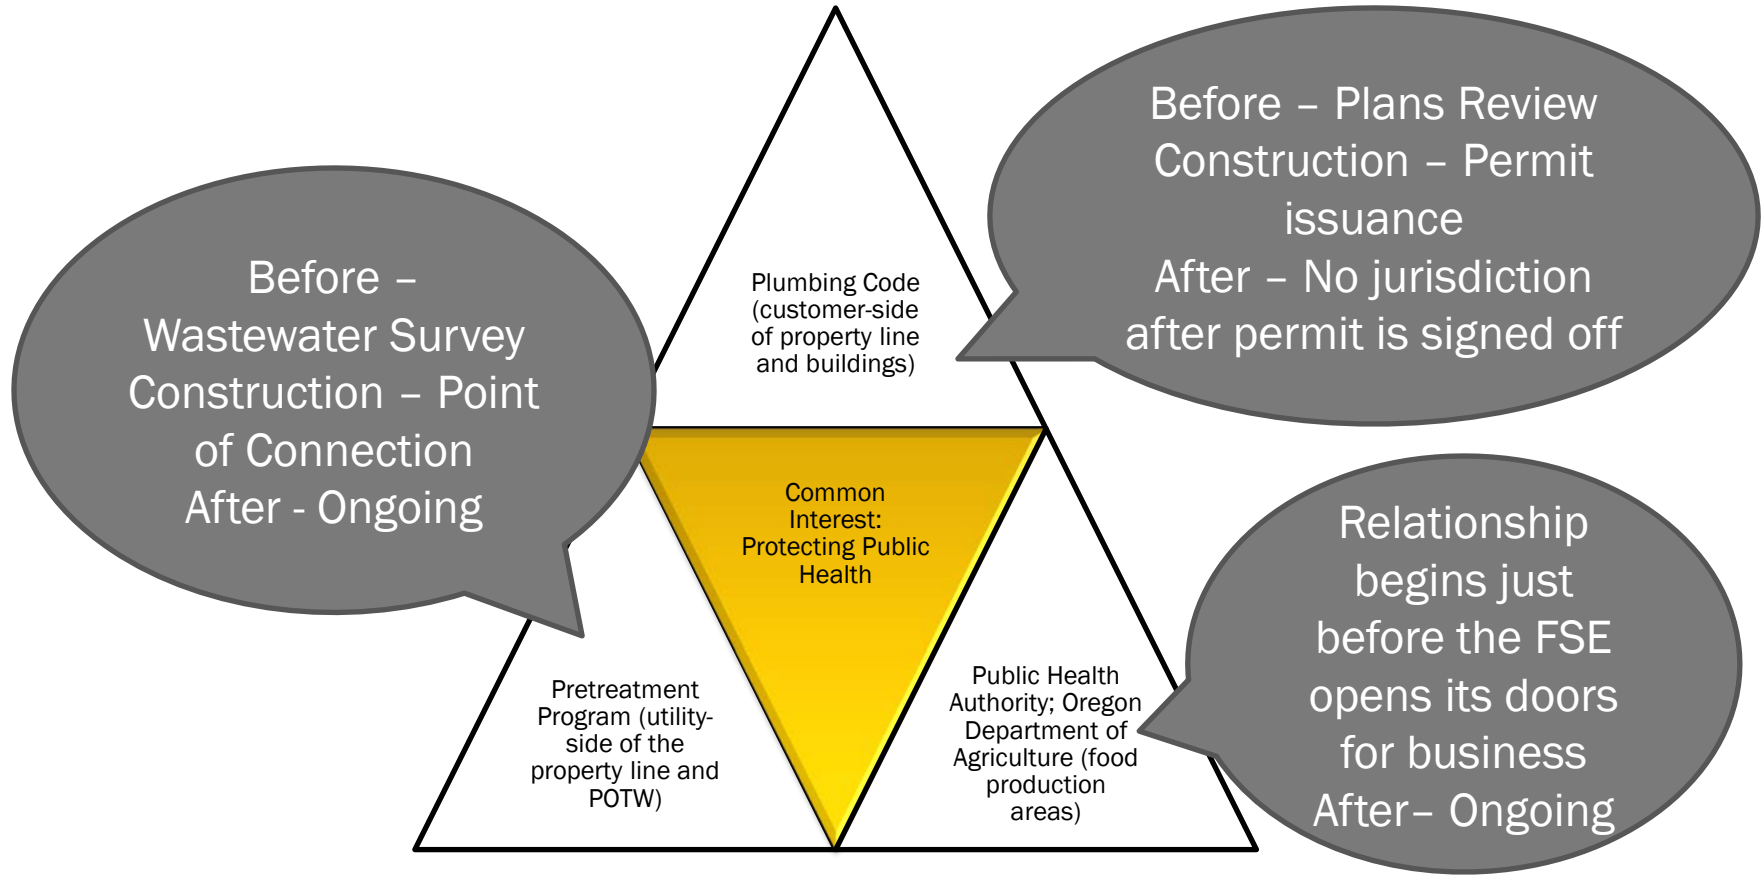 Before – Plans Review
Construction – Permit
issuance
After – No jurisdiction
after permit is signed off
Before –
Wastewater Survey
Construction – Point
of Connection
After - Ongoing
Plumbing Code
(customer-side
of property line
and buildings)
Common
Interest:
Protecting Public
Health
Relationship
begins just
before the FSE
opens its doors
for business
After– Ongoing
Pretreatment
Program (utility-
side of the
property line and
POTW)
Public Health
Authority; Oregon
Department of
Agriculture (food
production
areas)